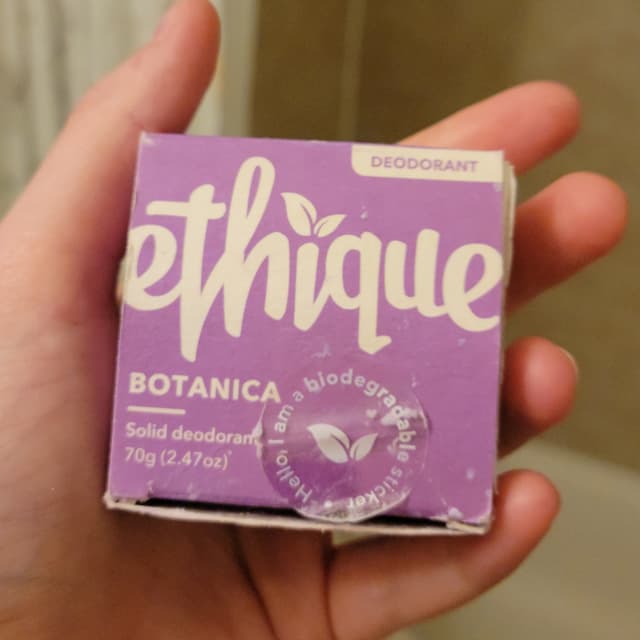 DEODORANT
ethique
BOTANICA
Solid deodoran
70g (2.47oz)
Hello, I am a biodegradable sticker